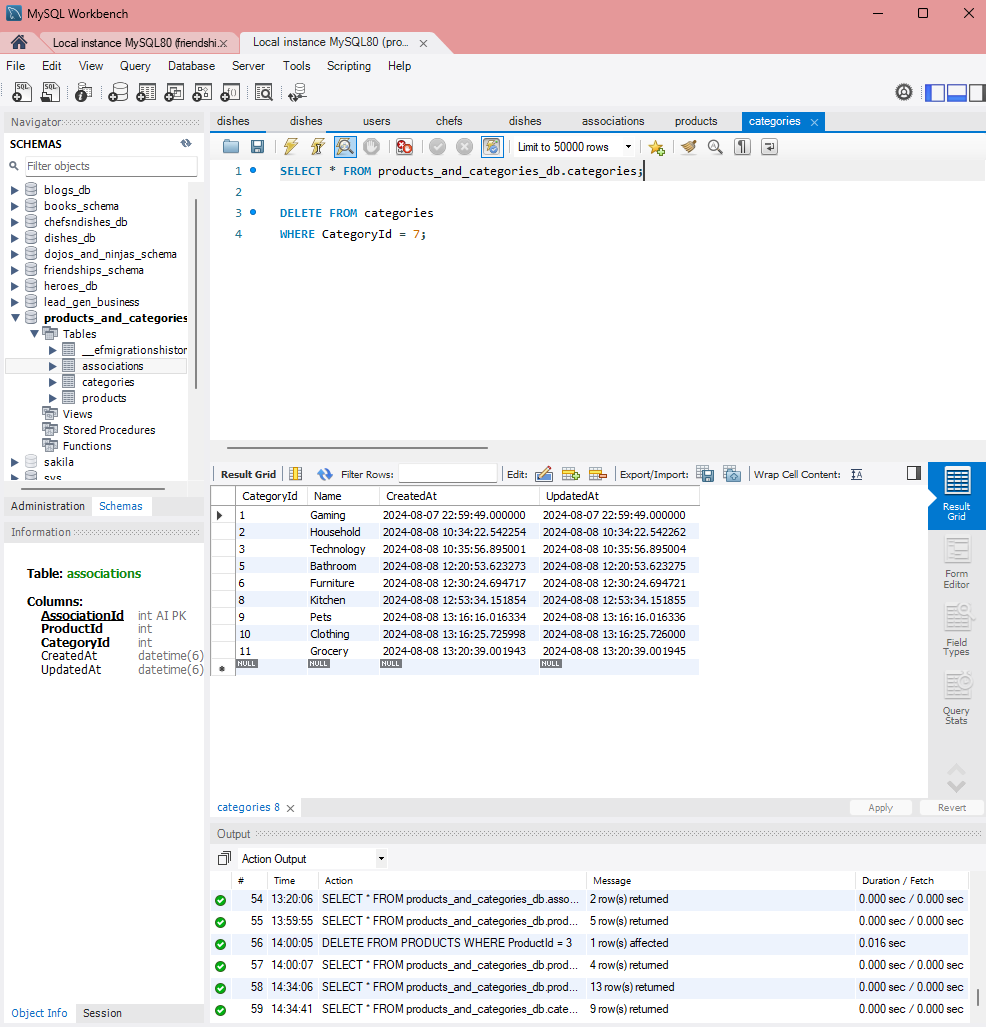 MySQL Workbench
Local instance MySQL80 (friendshi... Local instance MySQL80 (pro...
File Edit View Query Database Server Tools Scripting Help
Navigator
SCHEMAS
Filter objects
blogs_db
books_schema
chefsndishes_db
dishes_db
dojos_and_ninjas_schema
friendships_schema
heroes_db
lead_gen_business
products_and_categories
Tables
__efmigrationshistor
associations
categories
products
Views
Stored Procedures
Functions
sakila
sys
Administration Schemas
Information
Table: associations
Columns:
AssociationId int AI PK
ProductId int
CategoryId int
CreatedAt datetime(6)
UpdatedAt datetime(6)
Object Info Session
dishes dishes users chefs dishes associations products categories
Limit to 50000 rows
1 SELECT * FROM products_and_categories_db.categories;
2
3 DELETE FROM categories
4 WHERE CategoryId = 7;
Result Grid Filter Rows: Edit: Export/Import: Wrap Cell Content:
CategoryId Name CreatedAt UpdatedAt
1 Gaming 2024-08-07 22:59:49.000000 2024-08-07 22:59:49.000000
2 Household 2024-08-08 10:34:22.542254 2024-08-08 10:34:22.542262
3 Technology 2024-08-08 10:35:56.895001 2024-08-08 10:35:56.895004
5 Bathroom 2024-08-08 12:20:53.623273 2024-08-08 12:20:53.623275
6 Furniture 2024-08-08 12:30:24.694717 2024-08-08 12:30:24.694721
8 Kitchen 2024-08-08 12:53:34.151854 2024-08-08 12:53:34.151855
9 Pets 2024-08-08 13:16:16.016334 2024-08-08 13:16:16.016336
10 Clothing 2024-08-08 13:16:25.725998 2024-08-08 13:16:25.726000
11 Grocery 2024-08-08 13:20:39.001943 2024-08-08 13:20:39.001945
NULL NULL NULL NULL
Result
Grid
Form
Editor
Field
Types
Query
Stats
categories 8 Apply Revert
Output
Action Output
# Time Action Message Duration / Fetch
54 13:20:06 SELECT * FROM products_and_categories_db.asso... 2 row(s) returned 0.000 sec / 0.000 sec
55 13:59:55 SELECT * FROM products_and_categories_db.prod... 5 row(s) returned 0.000 sec / 0.000 sec
56 14:00:05 DELETE FROM PRODUCTS WHERE ProductId = 3 1 row(s) affected 0.016 sec
57 14:00:07 SELECT * FROM products_and_categories_db.prod... 4 row(s) returned 0.000 sec / 0.000 sec
58 14:34:06 SELECT * FROM products_and_categories_db.prod... 13 row(s) returned 0.000 sec / 0.000 sec
59 14:34:41 SELECT * FROM products_and_categories_db.cate... 9 row(s) returned 0.000 sec / 0.000 sec